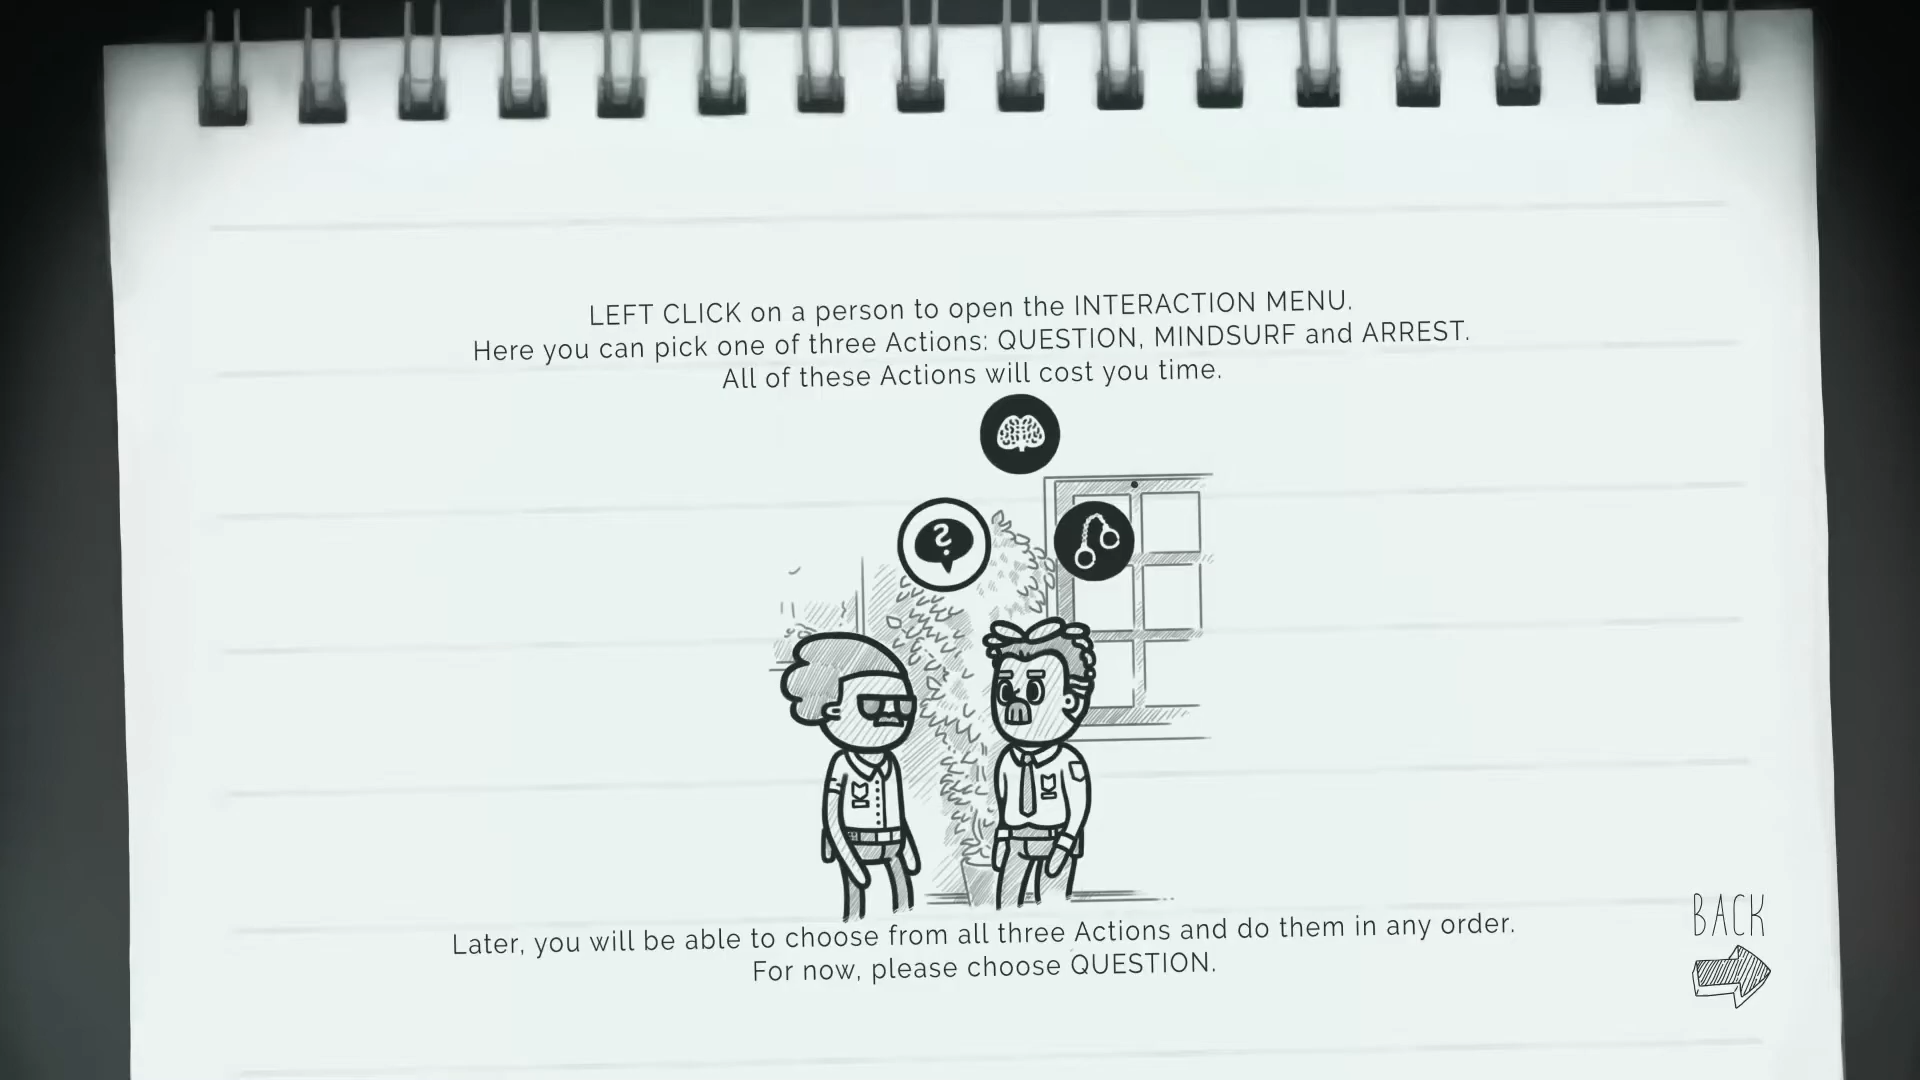 LEFT CLICK on a person to open the INTERACTION MENU.
Here you can pick one of three Actions: QUESTION, MINDSURF and ARREST.
All of these Actions will cost you time.
?
Later, you will be able to choose from all three Actions and do them in any order.
For now, please choose QUESTION.
BACK